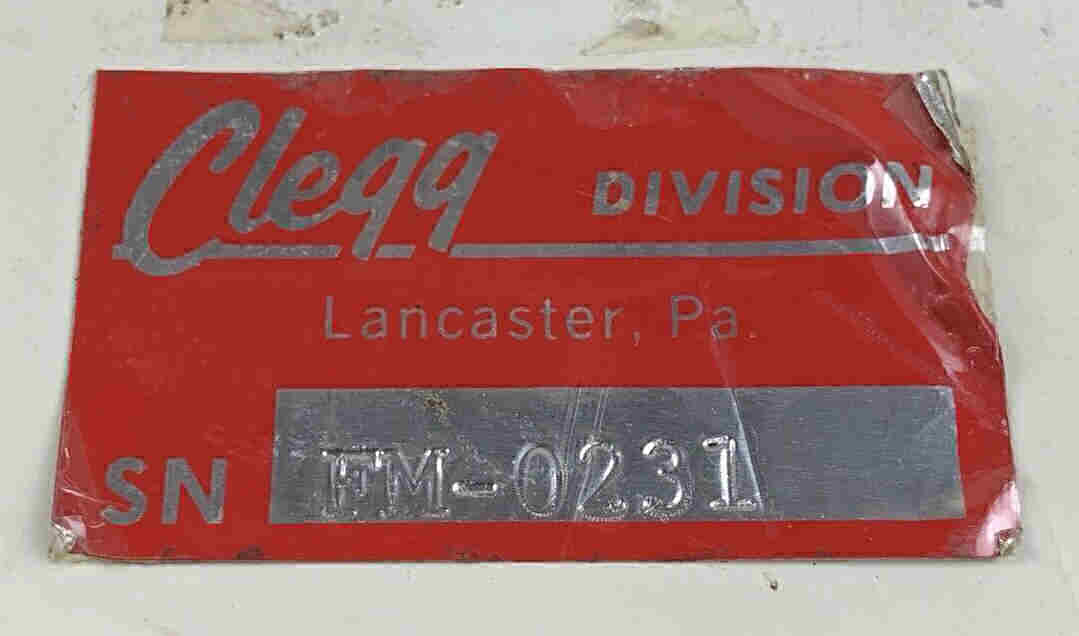 Clegg DIVISION
Lancaster, Pa.
SN FM-0231